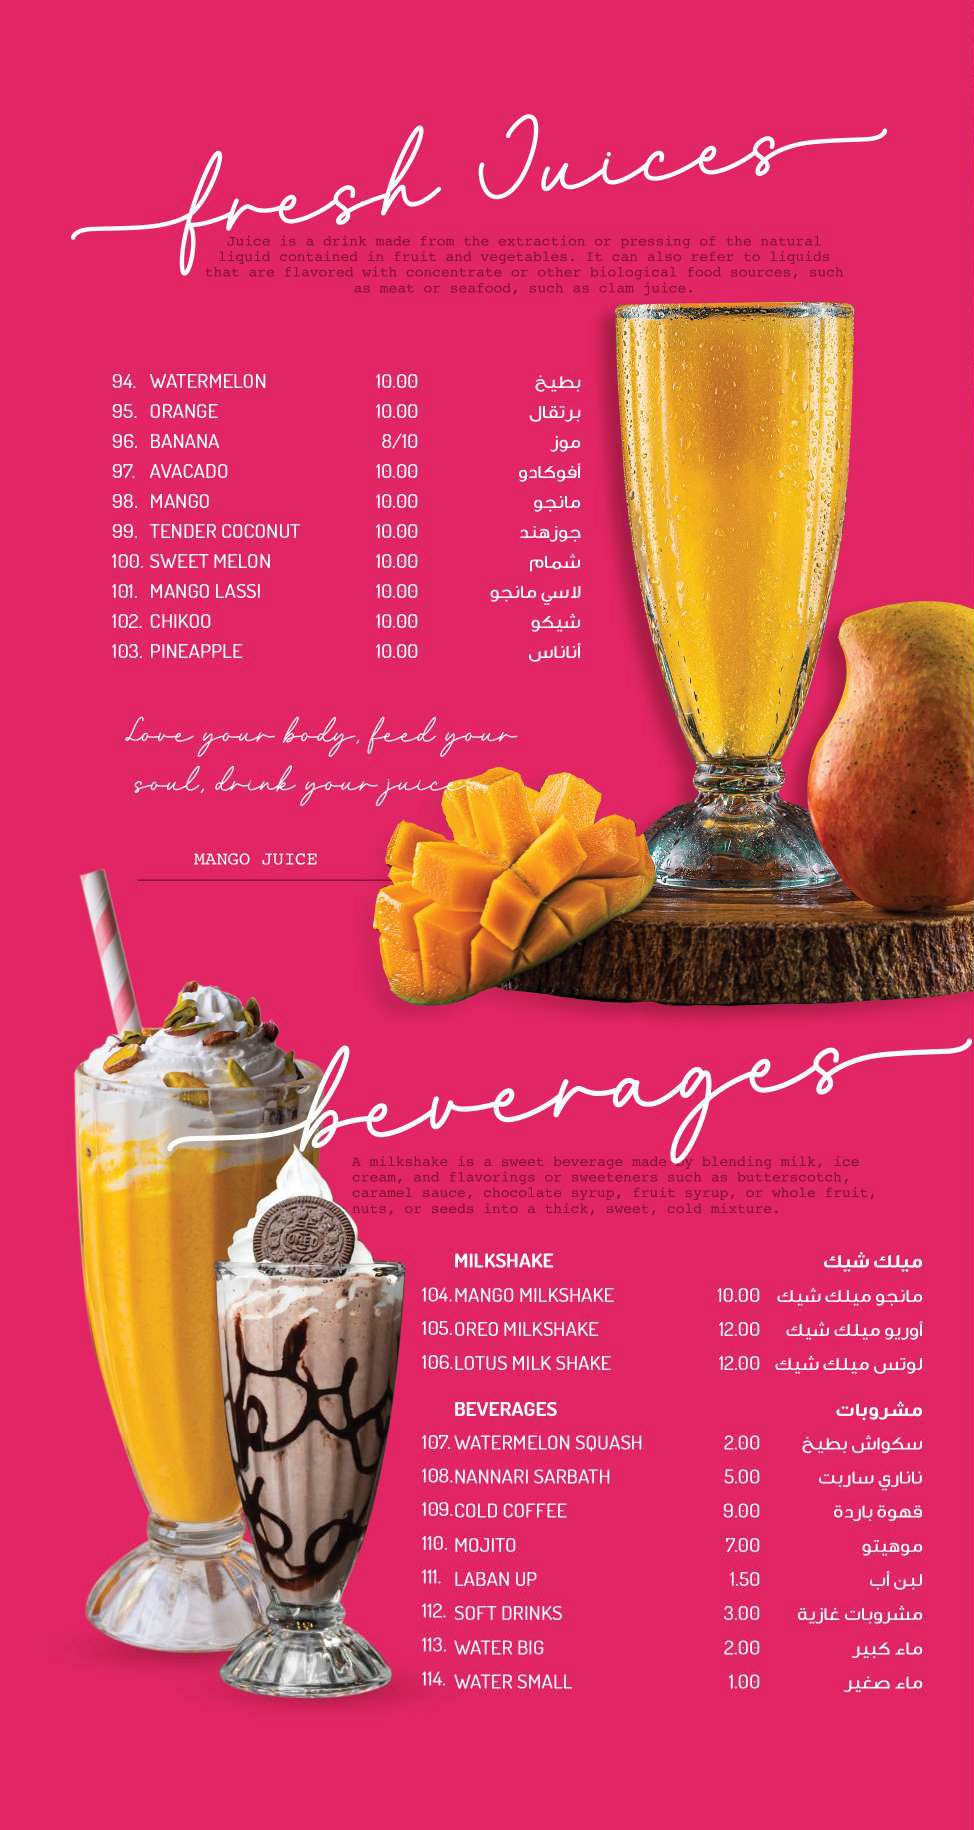 fresh Juices
Juice is a drink made from the extraction or pressing of the natural
liquid contained in fruit and vegetables. It can also refer to liquids
that are flavored with concentrate or other biological food sources, such
as meat or seafood, such as clam juice.
94. WATERMELON 10.00 بطيخ
95. ORANGE 10.00 برتقال
96. BANANA 8/10 موز
97. AVACADO 10.00 أفوكادو
98. MANGO 10.00 مانجو
99. TENDER COCONUT 10.00 جوزهند
100. SWEET MELON 10.00 شمام
101. MANGO LASSI 10.00 لاسي مانجو
102. CHIKOO 10.00 شيكو
103. PINEAPPLE 10.00 أناناس
Love your body, feed your
soul, drink your juice
MANGO JUICE
beverages
A milkshake is a sweet beverage made by blending milk, ice
cream, and flavorings or sweeteners such as butterscotch,
caramel sauce, chocolate syrup, fruit syrup, or whole fruit,
nuts, or seeds into a thick, sweet, cold mixture.
OREO
MILKSHAKE ميلك شيك
104. MANGO MILKSHAKE 10.00 مانجو ميلك شيك
105. OREO MILKSHAKE 12.00 أوريو ميلك شيك
106. LOTUS MILK SHAKE 12.00 لوتس ميلك شيك
BEVERAGES مشروبات
107. WATERMELON SQUASH 2.00 سكواش بطيخ
108. NANNARI SARBATH 5.00 ناناري ساربت
109. COLD COFFEE 9.00 قهوة باردة
110. MOJITO 7.00 موهيتو
111. LABAN UP 1.50 لبن أب
112. SOFT DRINKS 3.00 مشروبات غازية
113. WATER BIG 2.00 ماء كبير
114. WATER SMALL 1.00 ماء صغير